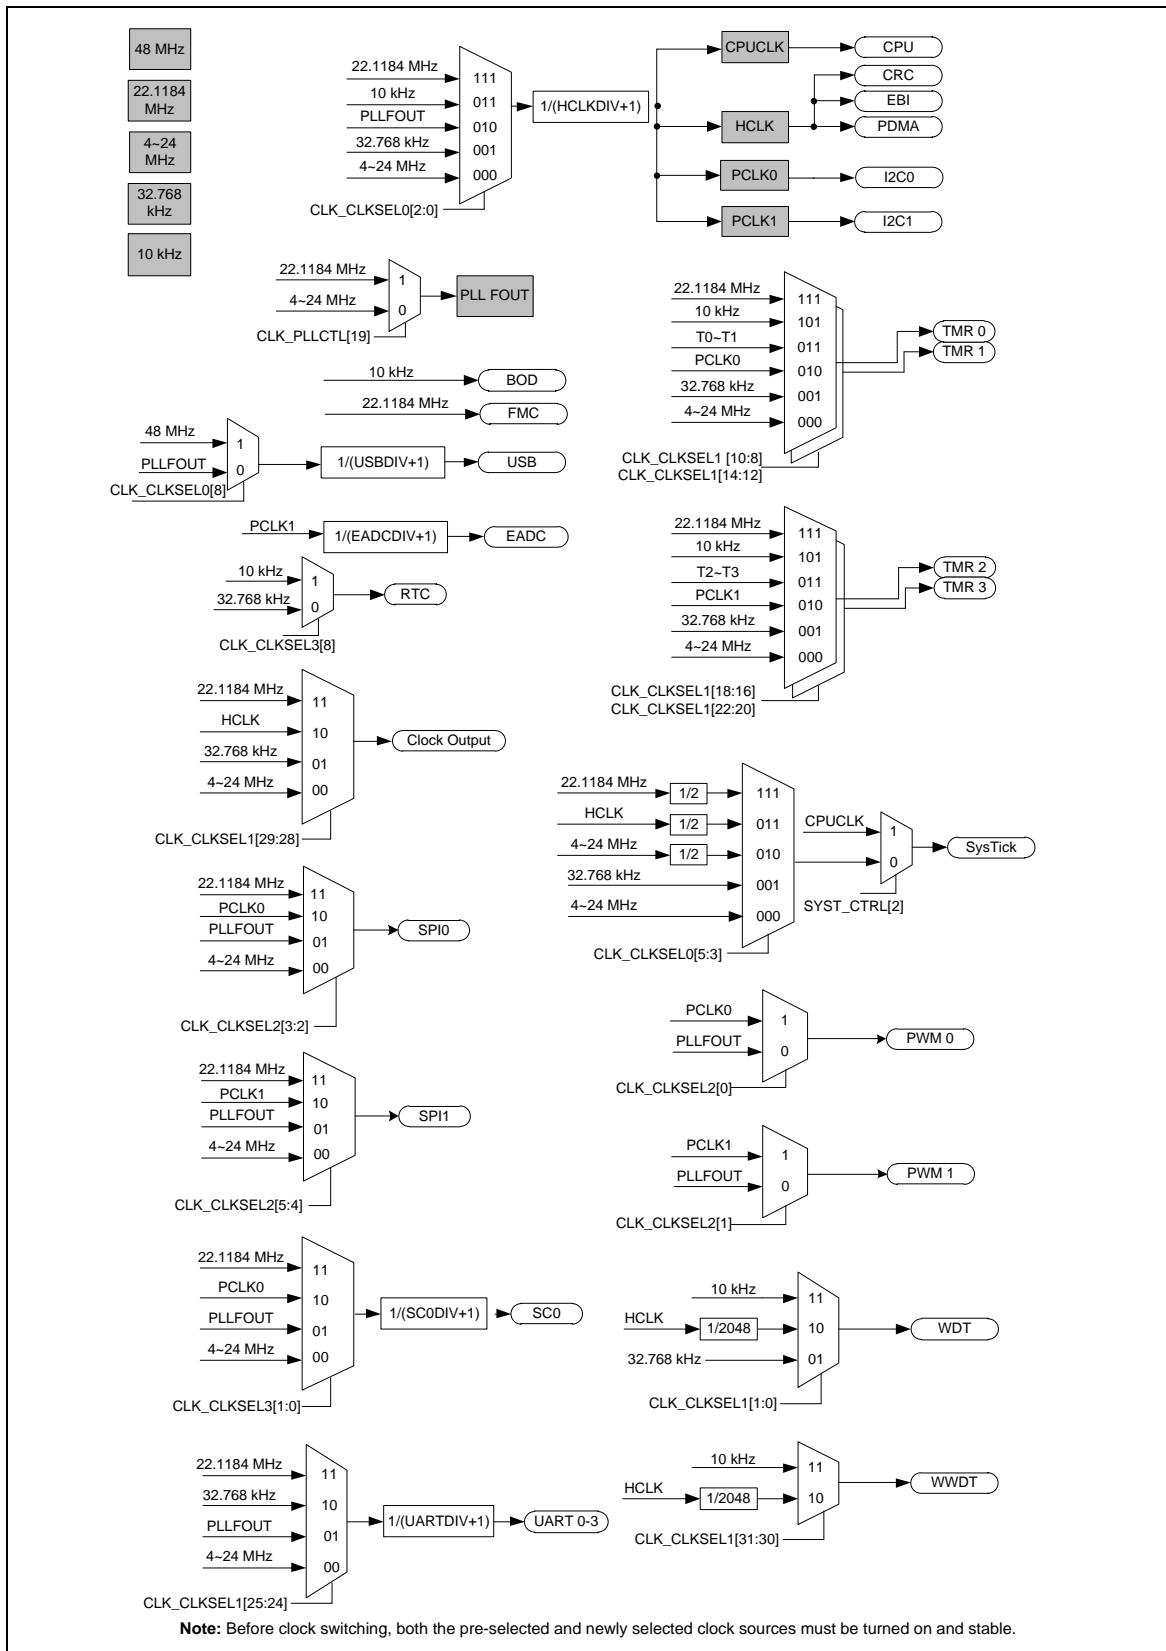 48 MHz
22.1184
MHz
4~24
MHz
32.768
kHz
10 kHz
22.1184 MHz
10 kHz
PLLFOUT
32.768 kHz
4~24 MHz
111
011
010
001
000
CLK_CLKSEL0[2:0]
1/(HCLKDIV+1)
CPUCLK
HCLK
PCLK0
PCLK1
CPU
CRC
EBI
PDMA
I2C0
I2C1
22.1184 MHz
4~24 MHz
1
0
CLK_PLLCTL[19]
PLL FOUT
10 kHz
BOD
22.1184 MHz
FMC
48 MHz
PLLFOUT
1
0
CLK_CLKSEL0[8]
1/(USBDIV+1)
USB
PCLK1
1/(EADCDIV+1)
EADC
10 kHz
32.768 kHz
1
0
CLK_CLKSEL3[8]
RTC
22.1184 MHz
10 kHz
T0~T1
PCLK0
32.768 kHz
4~24 MHz
111
101
011
010
001
000
CLK_CLKSEL1 [10:8]
CLK_CLKSEL1[14:12]
TMR 0
TMR 1
22.1184 MHz
10 kHz
T2~T3
PCLK1
32.768 kHz
4~24 MHz
111
101
011
010
001
000
CLK_CLKSEL1[18:16]
CLK_CLKSEL1[22:20]
TMR 2
TMR 3
22.1184 MHz
HCLK
32.768 kHz
4~24 MHz
11
10
01
00
CLK_CLKSEL1[29:28]
Clock Output
22.1184 MHz
HCLK
4~24 MHz
32.768 kHz
4~24 MHz
1/2
1/2
1/2
111
011
010
001
000
CLK_CLKSEL0[5:3]
CPUCLK
1
0
SYST_CTRL[2]
SysTick
22.1184 MHz
PCLK0
PLLFOUT
4~24 MHz
11
10
01
00
CLK_CLKSEL2[3:2]
SPI0
PCLK0
PLLFOUT
1
0
CLK_CLKSEL2[0]
PWM 0
22.1184 MHz
PCLK1
PLLFOUT
4~24 MHz
11
10
01
00
CLK_CLKSEL2[5:4]
SPI1
PCLK1
PLLFOUT
1
0
CLK_CLKSEL2[1]
PWM 1
22.1184 MHz
PCLK0
PLLFOUT
4~24 MHz
11
10
01
00
CLK_CLKSEL3[1:0]
1/(SC0DIV+1)
SC0
10 kHz
HCLK
1/2048
32.768 kHz
11
10
01
CLK_CLKSEL1[1:0]
WDT
22.1184 MHz
32.768 kHz
PLLFOUT
4~24 MHz
11
10
01
00
CLK_CLKSEL1[25:24]
1/(UARTDIV+1)
UART 0-3
10 kHz
HCLK
1/2048
11
10
CLK_CLKSEL1[31:30]
WWDT
Note: Before clock switching, both the pre-selected and newly selected clock sources must be turned on and stable.